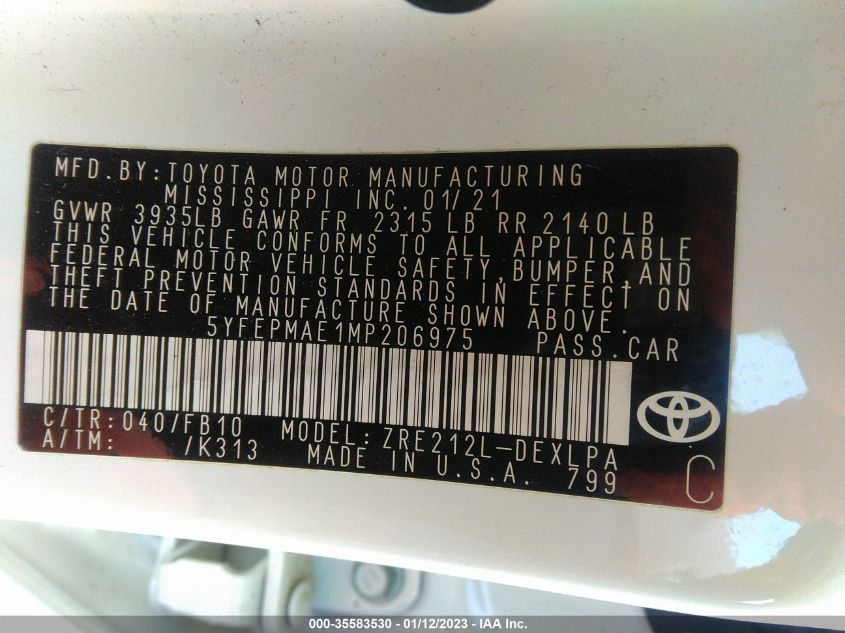 MFD.BY:TOYOTA MOTOR MANUFACTURING
MISSISSIPPI INC. 01/21
GVWR 3935LB GAWR FR 2315 LB RR 2140 LB
THIS VEHICLE CONFORMS TO ALL APPLICABLE
FEDERAL MOTOR VEHICLE SAFETY, BUMPER, AND
THEFT PREVENTION STANDARDS IN EFFECT ON
THE DATE OF MANUFACTURE SHOWN ABOVE.
5YFEPMAE1MP206975 PASS.CAR
C/TR:040/FB10 MODEL:ZRE212L-DEXLPA
A/TM: /K313 MADE IN U.S.A. 799
C
000-35583530 - 01/12/2023 - IAA Inc.